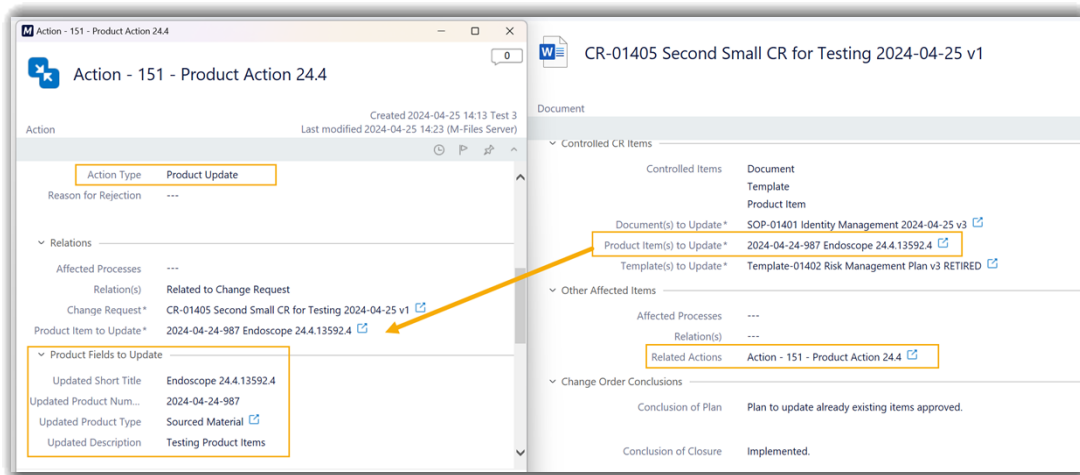 Action - 151 - Product Action 24.4
0
Action - 151 - Product Action 24.4
Created 2024-04-25 14:13 Test 3
Action
Last modified 2024-04-25 14:23 (M-Files Server)
Action Type Product Update
Reason for Rejection ---
Relations
Affected Processes ---
Relation(s) Related to Change Request
Change Request* CR-01405 Second Small CR for Testing 2024-04-25 v1
Product Item to Update* 2024-04-24-987 Endoscope 24.4.13592.4
Product Fields to Update
Updated Short Title Endoscope 24.4.13592.4
Updated Product Num... 2024-04-24-987
Updated Product Type Sourced Material
Updated Description Testing Product Items
CR-01405 Second Small CR for Testing 2024-04-25 v1
Document
Controlled CR Items
Controlled Items Document
Template
Product Item
Document(s) to Update* SOP-01401 Identity Management 2024-04-25 v3
Product Item(s) to Update* 2024-04-24-987 Endoscope 24.4.13592.4
Template(s) to Update* Template-01402 Risk Management Plan v3 RETIRED
Other Affected Items
Affected Processes ---
Relation(s) ---
Related Actions Action - 151 - Product Action 24.4
Change Order Conclusions
Conclusion of Plan Plan to update already existing items approved.
Conclusion of Closure Implemented.